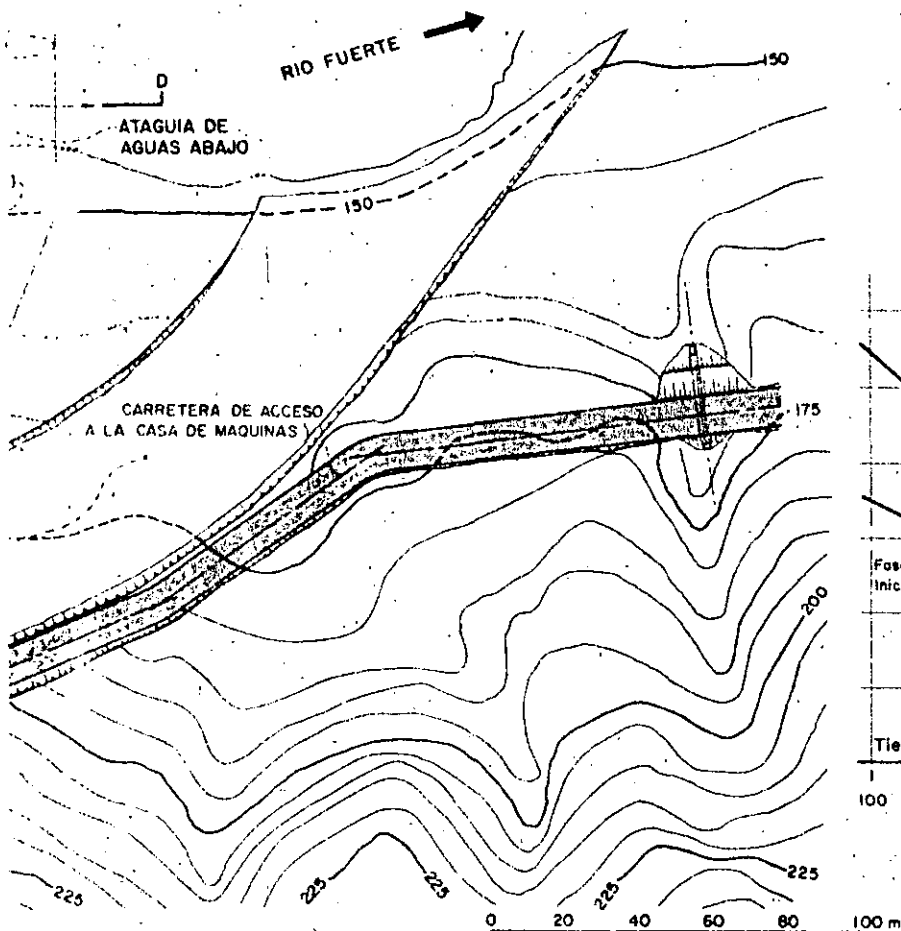 RIO FUERTE
150
D
ATAGUIA DE
AGUAS ABAJO
150
CARRETERA DE ACCESO
A LA CASA DE MAQUINAS
175
200
Tie
100
225
225
225
225
0 20 40 60 80 100 m